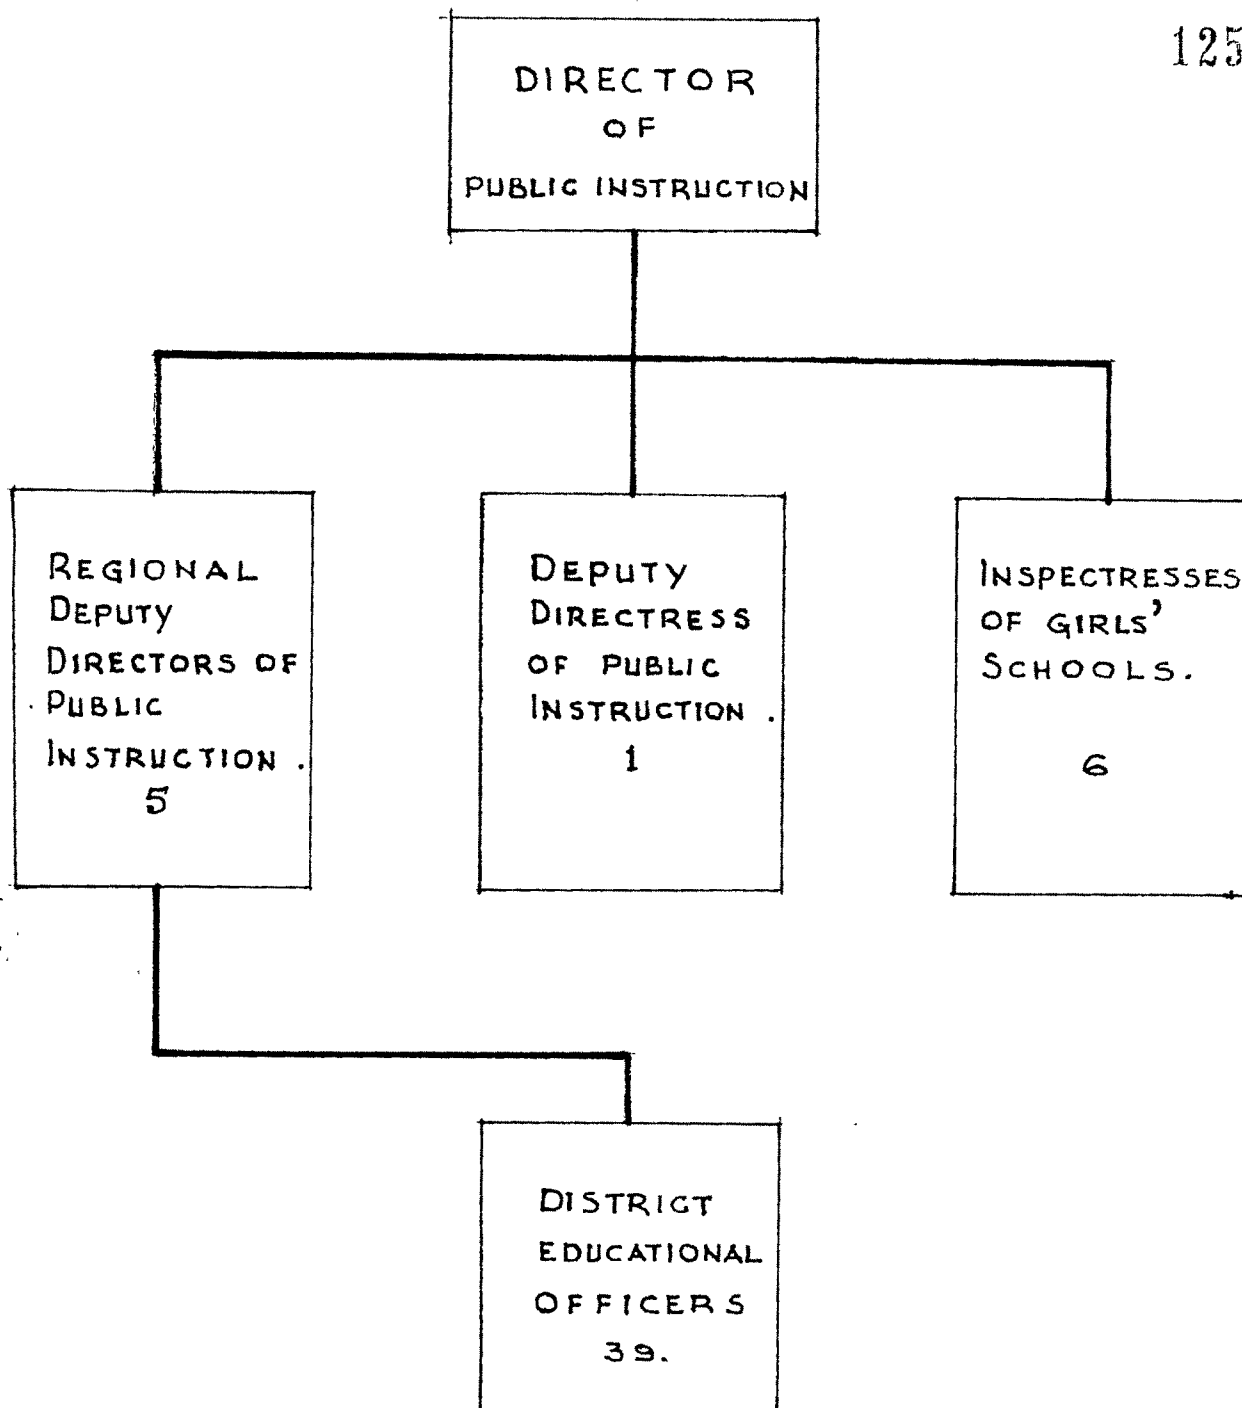 125
DIRECTOR
OF
PUBLIC INSTRUCTION
REGIONAL
DEPUTY
DIRECTORS OF
PUBLIC
INSTRUCTION.
5
DEPUTY
DIRECTRESS
OF PUBLIC
INSTRUCTION.
1
INSPECTRESSES
OF GIRLS'
SCHOOLS.
6
DISTRICT
EDUCATIONAL
OFFICERS
39.